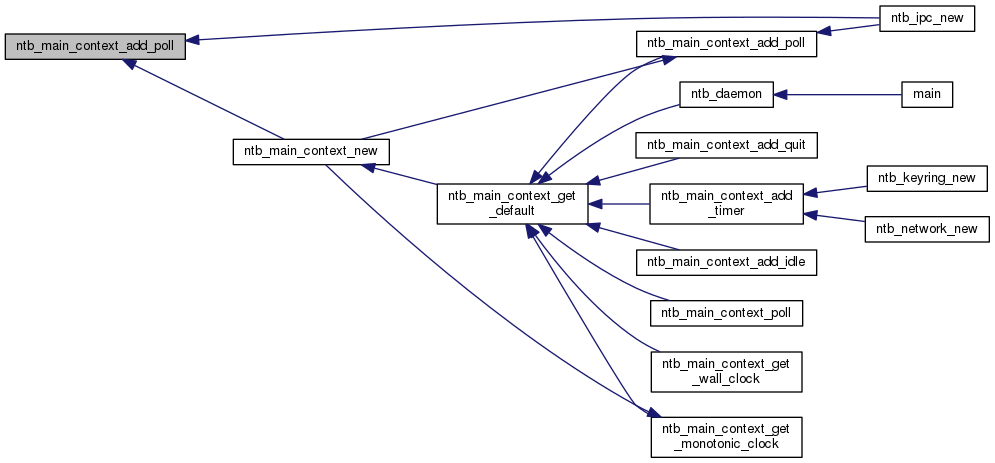 ntb_main_context_add_poll
ntb_main_context_new
ntb_main_context_get
_default
ntb_main_context_add_poll
ntb_ipc_new
ntb_daemon
main
ntb_main_context_add_quit
ntb_main_context_add
_timer
ntb_keyring_new
ntb_network_new
ntb_main_context_add_idle
ntb_main_context_poll
ntb_main_context_get
_wall_clock
ntb_main_context_get
_monotonic_clock